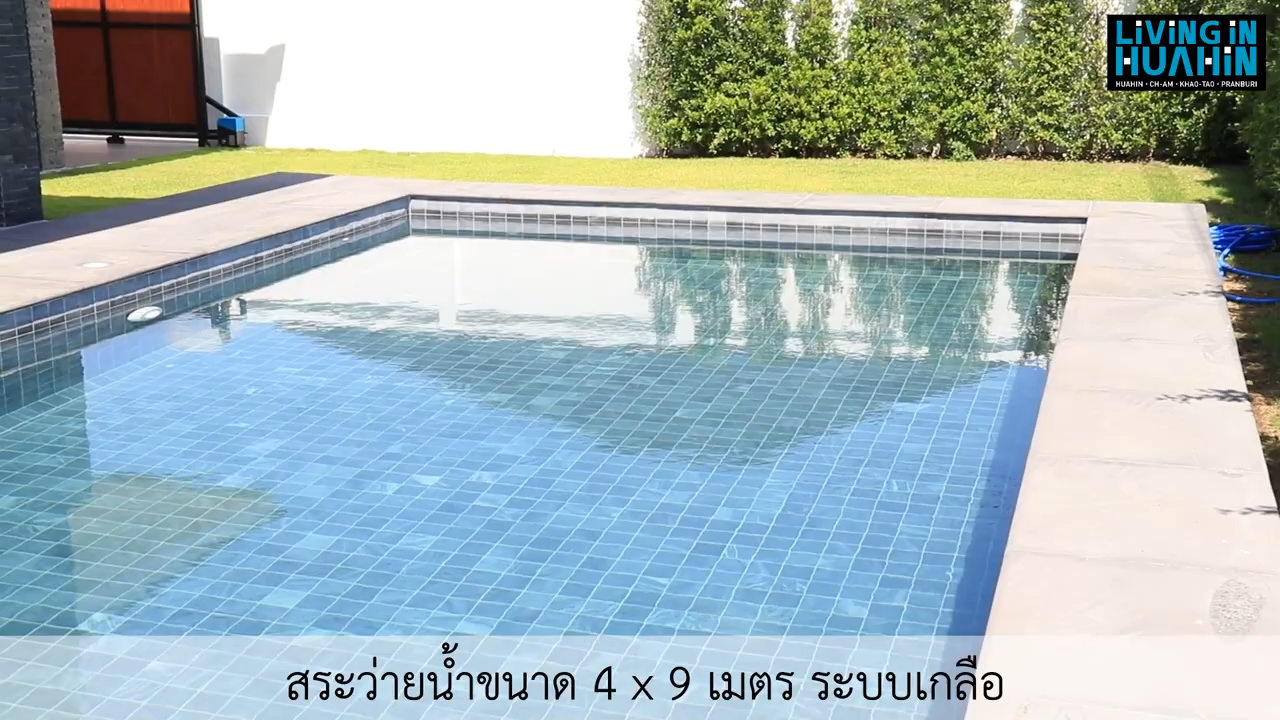 LiViNG iN
HUAHiN
HUAHIN • CH-AM • KHAO-TAO • PRANBURI
สระว่ายน้ำขนาด 4 x 9 เมตร ระบบเกลือ